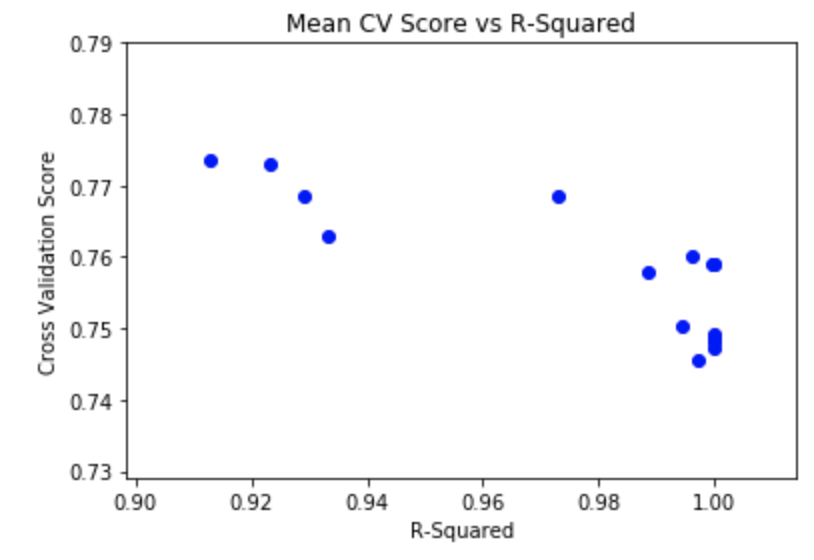 Mean CV Score vs R-Squared
0.79
0.78
0.77
0.76
0.75
0.74
0.73
Cross Validation Score
0.90 0.92 0.94 0.96 0.98 1.00
R-Squared